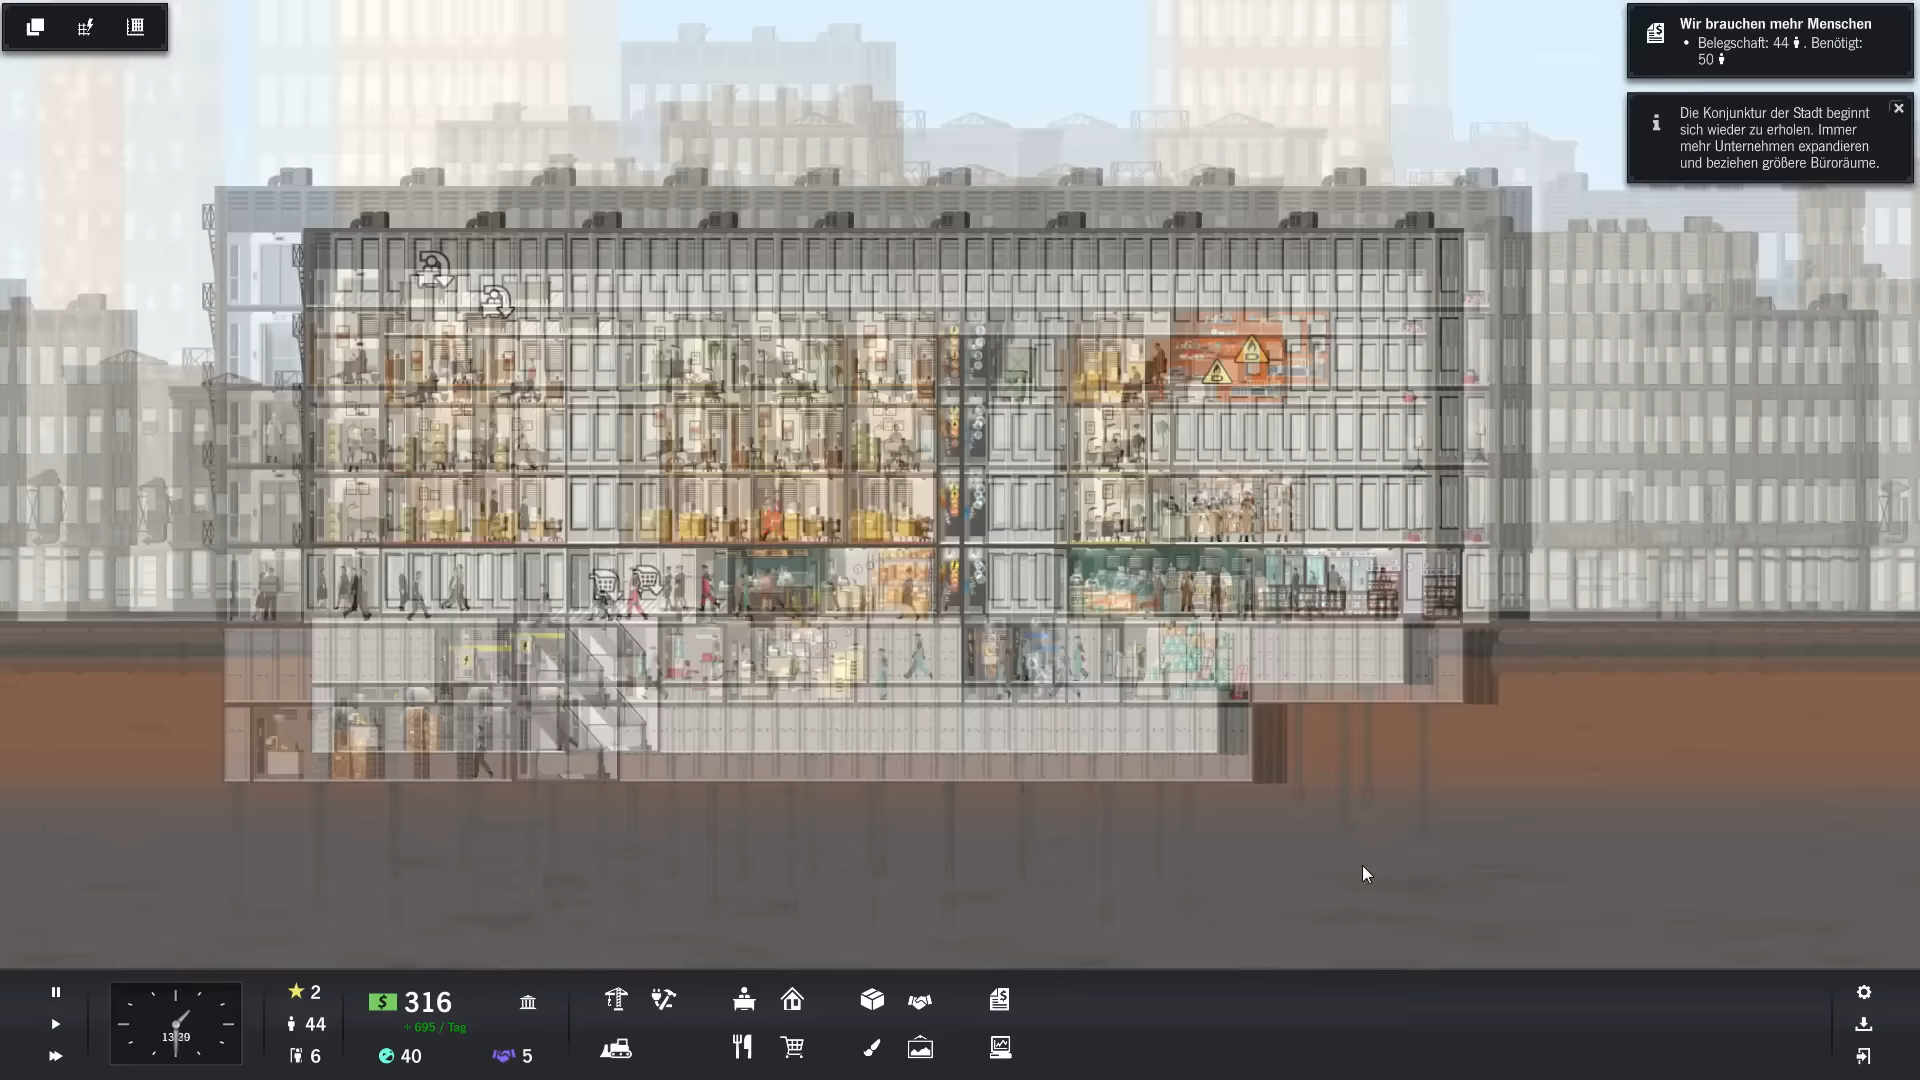 Wir brauchen mehr Menschen
• Belegschaft: 44 . Benötigt:
50
Die Konjunktur der Stadt beginnt
sich wieder zu erholen. Immer
mehr Unternehmen expandieren
und beziehen größere Büroräume.
2
$ 316
+ 695 / Tag
44
13:29
6
40
5